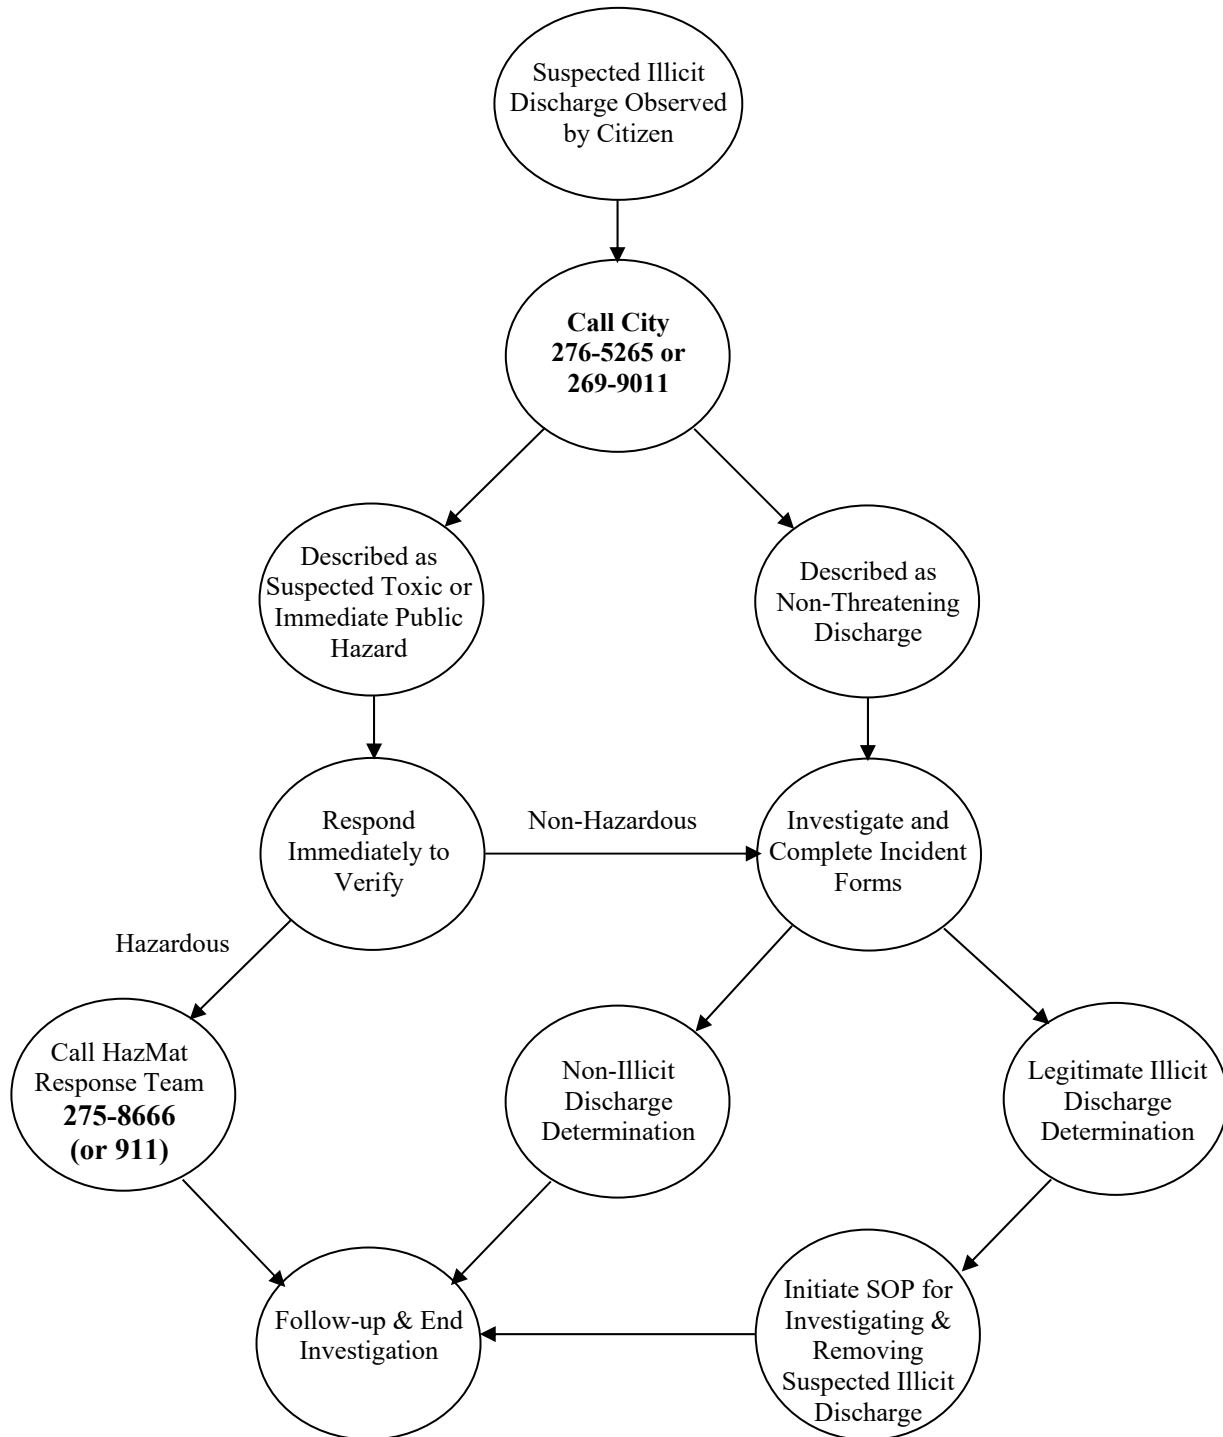 Suspected Illicit
Discharge Observed
by Citizen
Call City
276-5265 or
269-9011
Described as
Suspected Toxic or
Immediate Public
Hazard
Described as
Non-Threatening
Discharge
Respond
Immediately to
Verify
Non-Hazardous
Investigate and
Complete Incident
Forms
Hazardous
Call HazMat
Response Team
275-8666
(or 911)
Non-Illicit
Discharge
Determination
Legitimate Illicit
Discharge
Determination
Follow-up & End
Investigation
Initiate SOP for
Investigating &
Removing
Suspected Illicit
Discharge